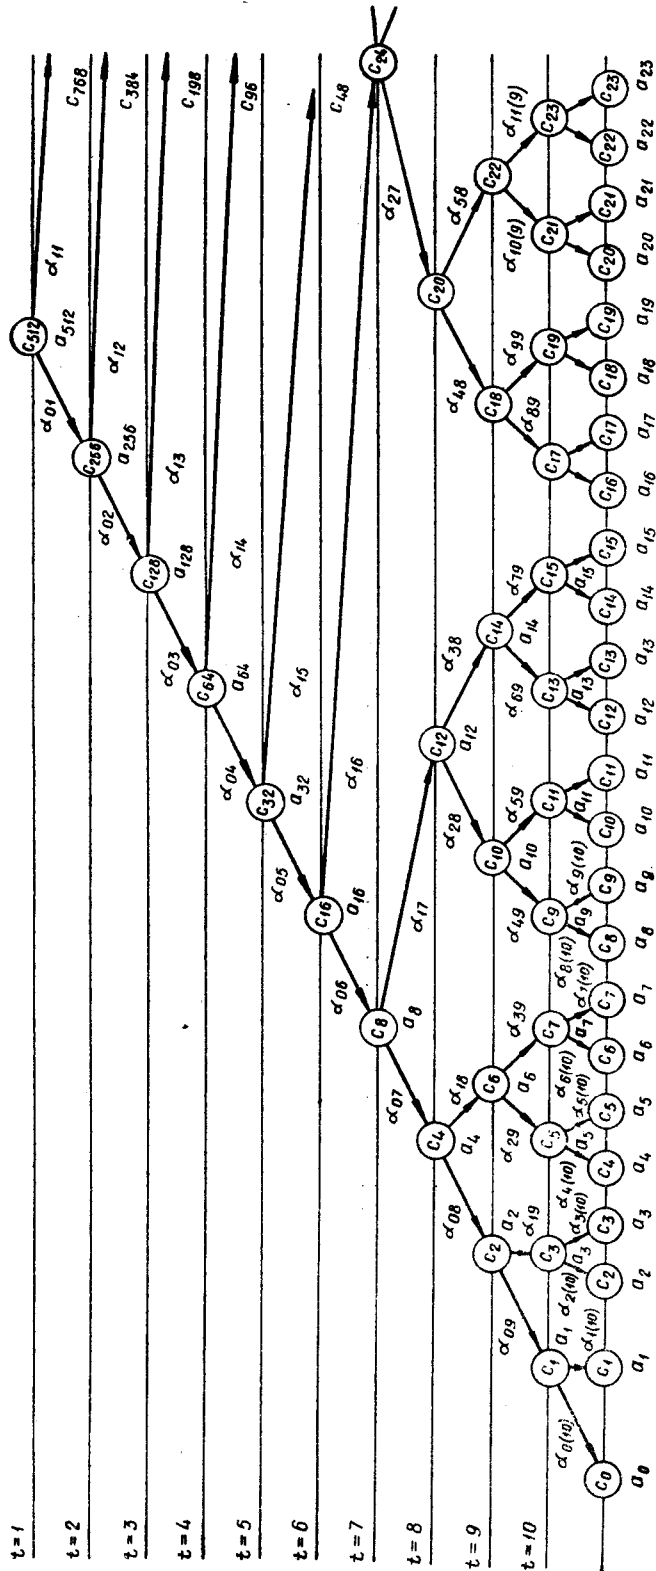 t=1 C₅₁₂
α₀₁ a₅₁₂ α₁₁ C₇₆₈
t=2 C₂₅₆
α₀₂ a₂₅₆ α₁₂ C₃₈₄
t=3 C₁₂₈
α₀₃ a₁₂₈ α₁₃ C₁₉₈
t=4 C₆₄
α₀₄ a₆₄ α₁₄ C₉₆
t=5 C₃₂
α₀₅ a₃₂ α₁₅
t=6 C₁₆
α₀₆ a₁₆ α₁₆ C₄₈
t=7 C₈ C₂₄
α₀₇ a₈ α₁₇ α₂₇
t=8 C₄ C₁₂ C₂₀
α₀₈ a₄ α₁₈ α₂₈ a₁₂ α₃₈ α₄₈ α₅₈
t=9 C₂ C₆ C₁₀ C₁₄ C₁₈ C₂₂
α₀₉ a₂ α₁₉ α₂₉ a₆ α₃₉ α₄₉ a₁₀ α₅₉ α₆₉ a₁₄ α₇₉ α₈₉ α₉₉ α₁₀₍₉₎ α₁₁₍₉₎
t=10 C₁ C₃ C₅ C₇ C₉ C₁₁ C₁₃ C₁₅ C₁₇ C₁₉ C₂₁ C₂₃
α₀₍₁₀₎ a₁ α₁₍₁₀₎ α₂₍₁₀₎ a₃ α₃₍₁₀₎ α₄₍₁₀₎ a₅ α₅₍₁₀₎ α₆₍₁₀₎ a₇ α₇₍₁₀₎ α₈₍₁₀₎ a₉ α₉₍₁₀₎ a₁₁ a₁₃ a₁₅
C₀ C₁ C₂ C₃ C₄ C₅ C₆ C₇ C₈ C₉ C₁₀ C₁₁ C₁₂ C₁₃ C₁₄ C₁₅ C₁₆ C₁₇ C₁₈ C₁₉ C₂₀ C₂₁ C₂₂ C₂₃
a₀ a₁ a₂ a₃ a₄ a₅ a₆ a₇ a₈ a₉ a₁₀ a₁₁ a₁₂ a₁₃ a₁₄ a₁₅ a₁₆ a₁₇ a₁₈ a₁₉ a₂₀ a₂₁ a₂₂ a₂₃